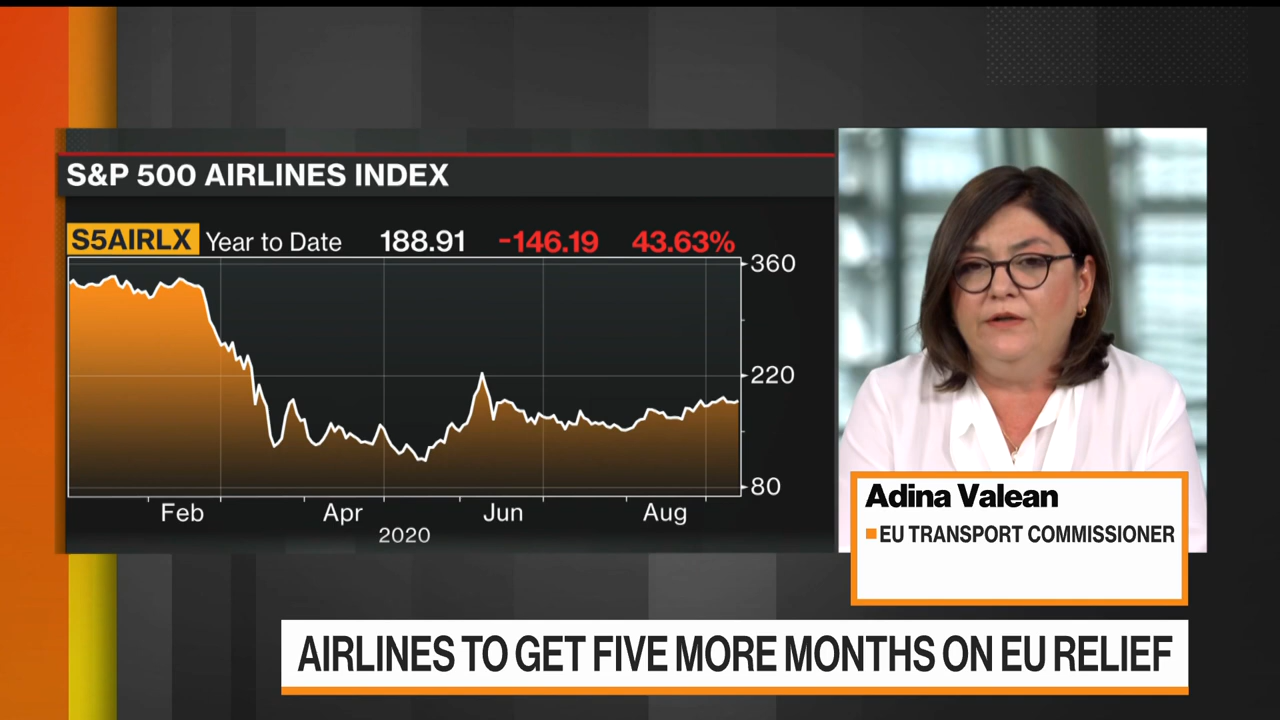 S&P 500 AIRLINES INDEX
S5AIRLX Year to Date 188.91 -146.19 43.63%
360
220
80
Feb Apr Jun Aug
2020
Adina Valean
EU TRANSPORT COMMISSIONER
AIRLINES TO GET FIVE MORE MONTHS ON EU RELIEF